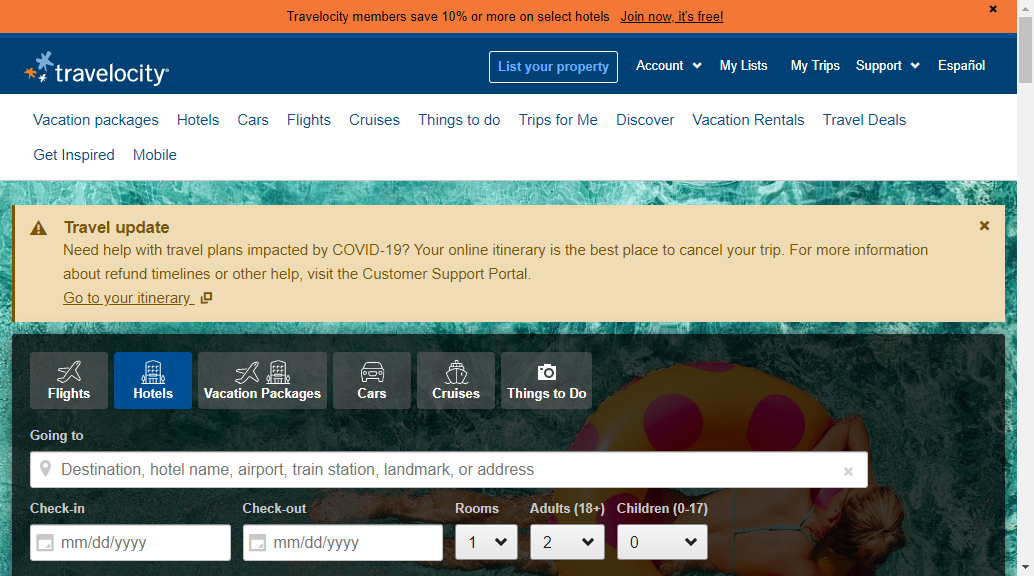 Travelocity members save 10% or more on select hotels Join now, it's free!
travelocity
List your property Account My Lists My Trips Support Español
Vacation packages Hotels Cars Flights Cruises Things to do Trips for Me Discover Vacation Rentals Travel Deals
Get Inspired Mobile
Travel update
Need help with travel plans impacted by COVID-19? Your online itinerary is the best place to cancel your trip. For more information
about refund timelines or other help, visit the Customer Support Portal.
Go to your itinerary
Flights Hotels Vacation Packages Cars Cruises Things to Do
Going to
Destination, hotel name, airport, train station, landmark, or address
Check-in Check-out Rooms Adults (18+) Children (0-17)
mm/dd/yyyy mm/dd/yyyy 1 2 0